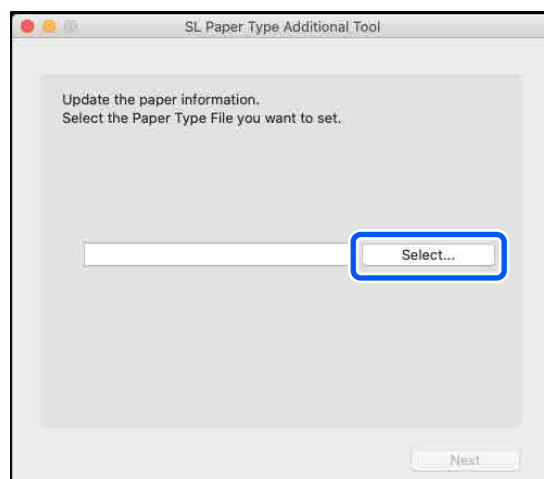 SL Paper Type Additional Tool
Update the paper information.
Select the Paper Type File you want to set.
Select...
Next